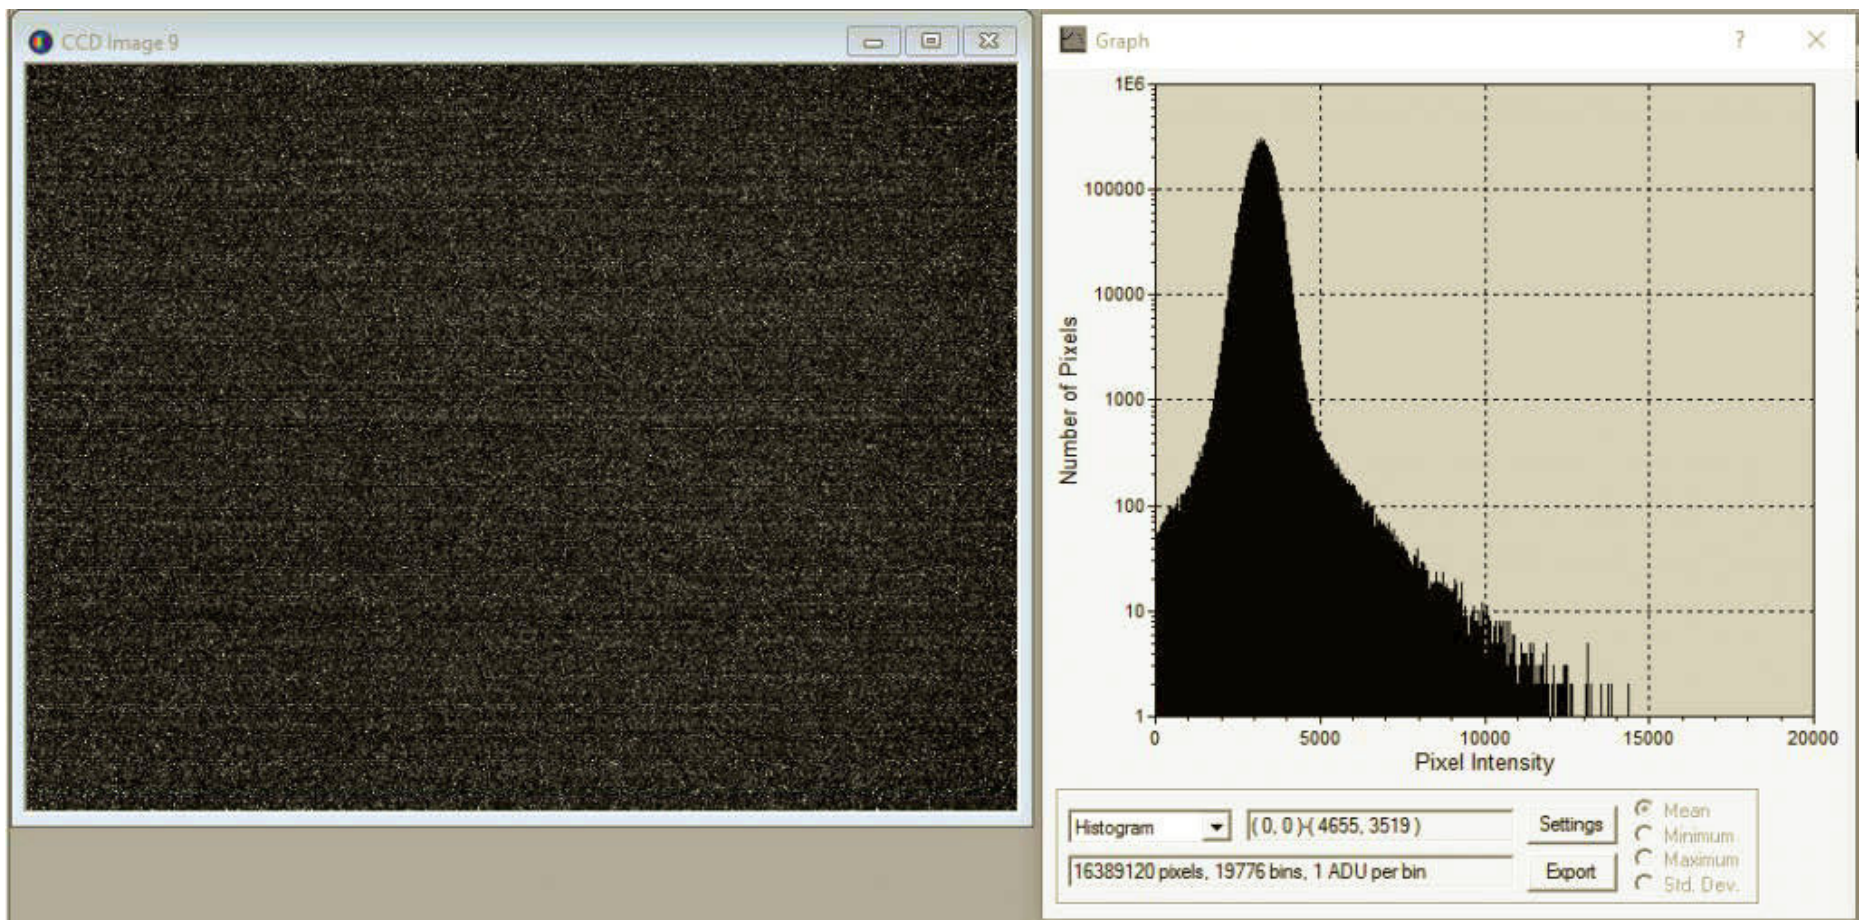 CCD Image 9
Graph
?
1E6
100000
10000
1000
100
10
1
Number of Pixels
0 5000 10000 15000 20000
Pixel Intensity
Histogram
( 0, 0 )-( 4655, 3519 )
Settings
Mean
Minimum
16389120 pixels, 19776 bins, 1 ADU per bin
Export
Maximum
Std. Dev.